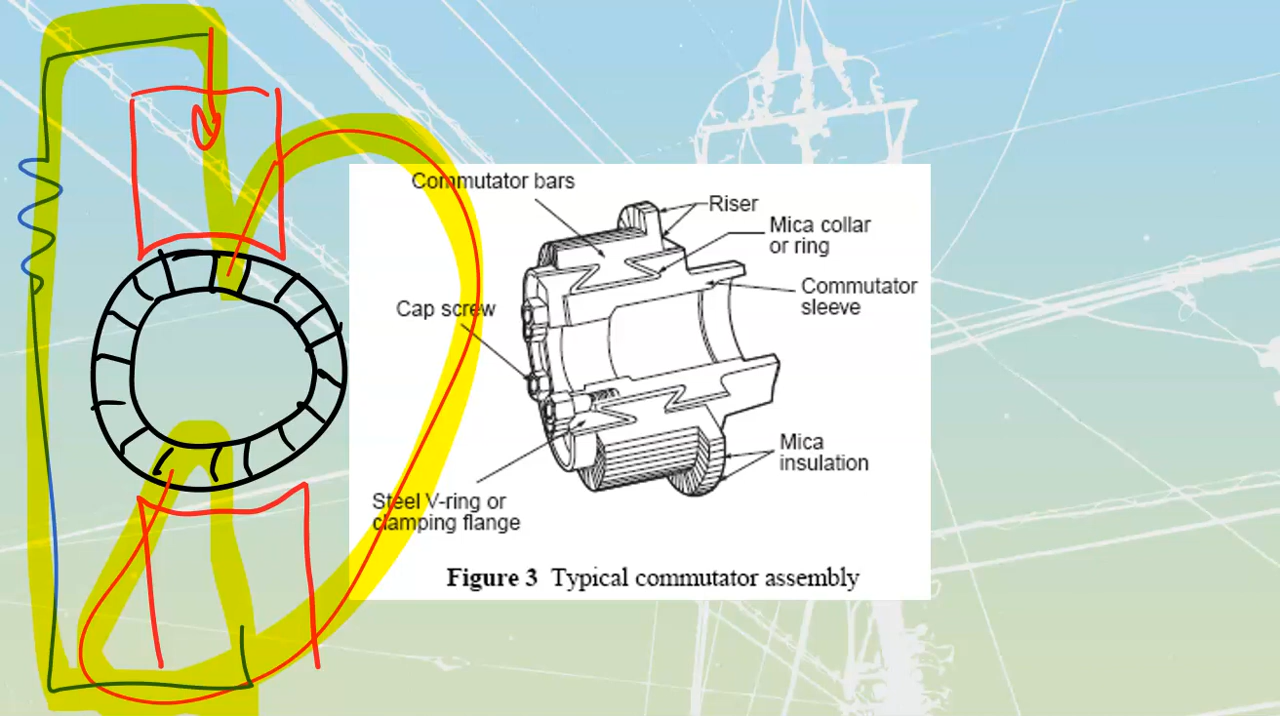 Commutator bars
Riser
Mica collar
or ring
Commutator
sleeve
Cap screw
Mica
insulation
Steel V-ring or
clamping flange
Figure 3 Typical commutator assembly